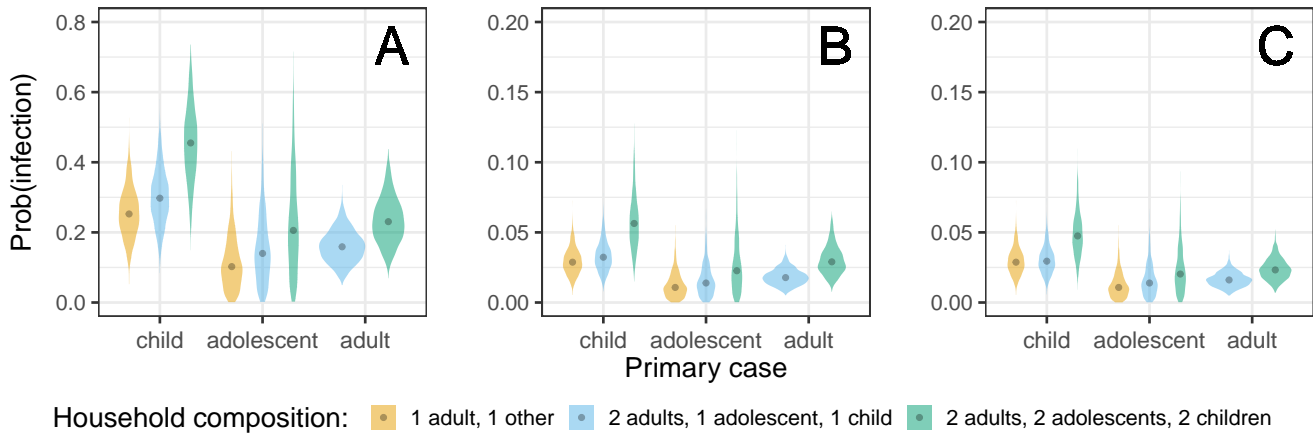 Prob(infection)
A
0.8
0.6
0.4
0.2
0.0
child adolescent adult
B
0.20
0.15
0.10
0.05
0.00
child adolescent adult
C
0.20
0.15
0.10
0.05
0.00
child adolescent adult
Primary case
Household composition: 1 adult, 1 other 2 adults, 1 adolescent, 1 child 2 adults, 2 adolescents, 2 children